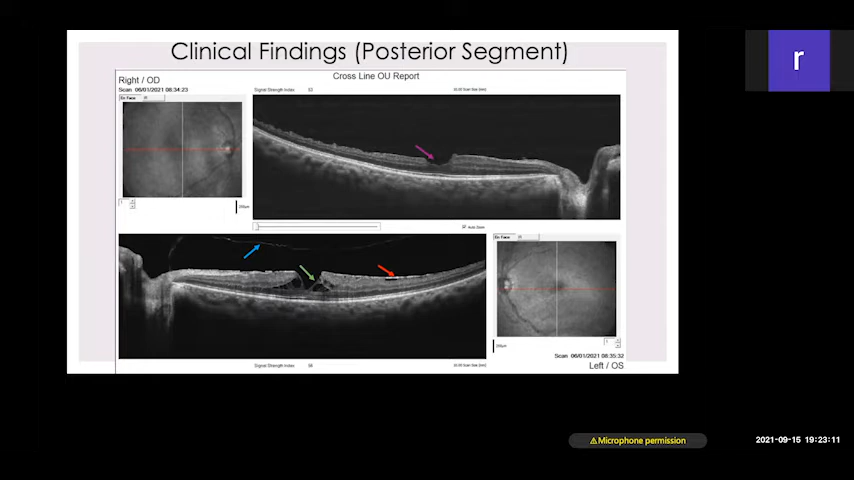 Clinical Findings (Posterior Segment)
Cross Line OU Report
Right / OD
Scan 06/01/2021 08:34:23
Signal Strength Index
En Face
Auto Zoom
En Face
Signal Strength Index
Scan 06/01/2021 08:35:32
Left / OS
r
⚠Microphone permission
2021-09-15 19:23:11